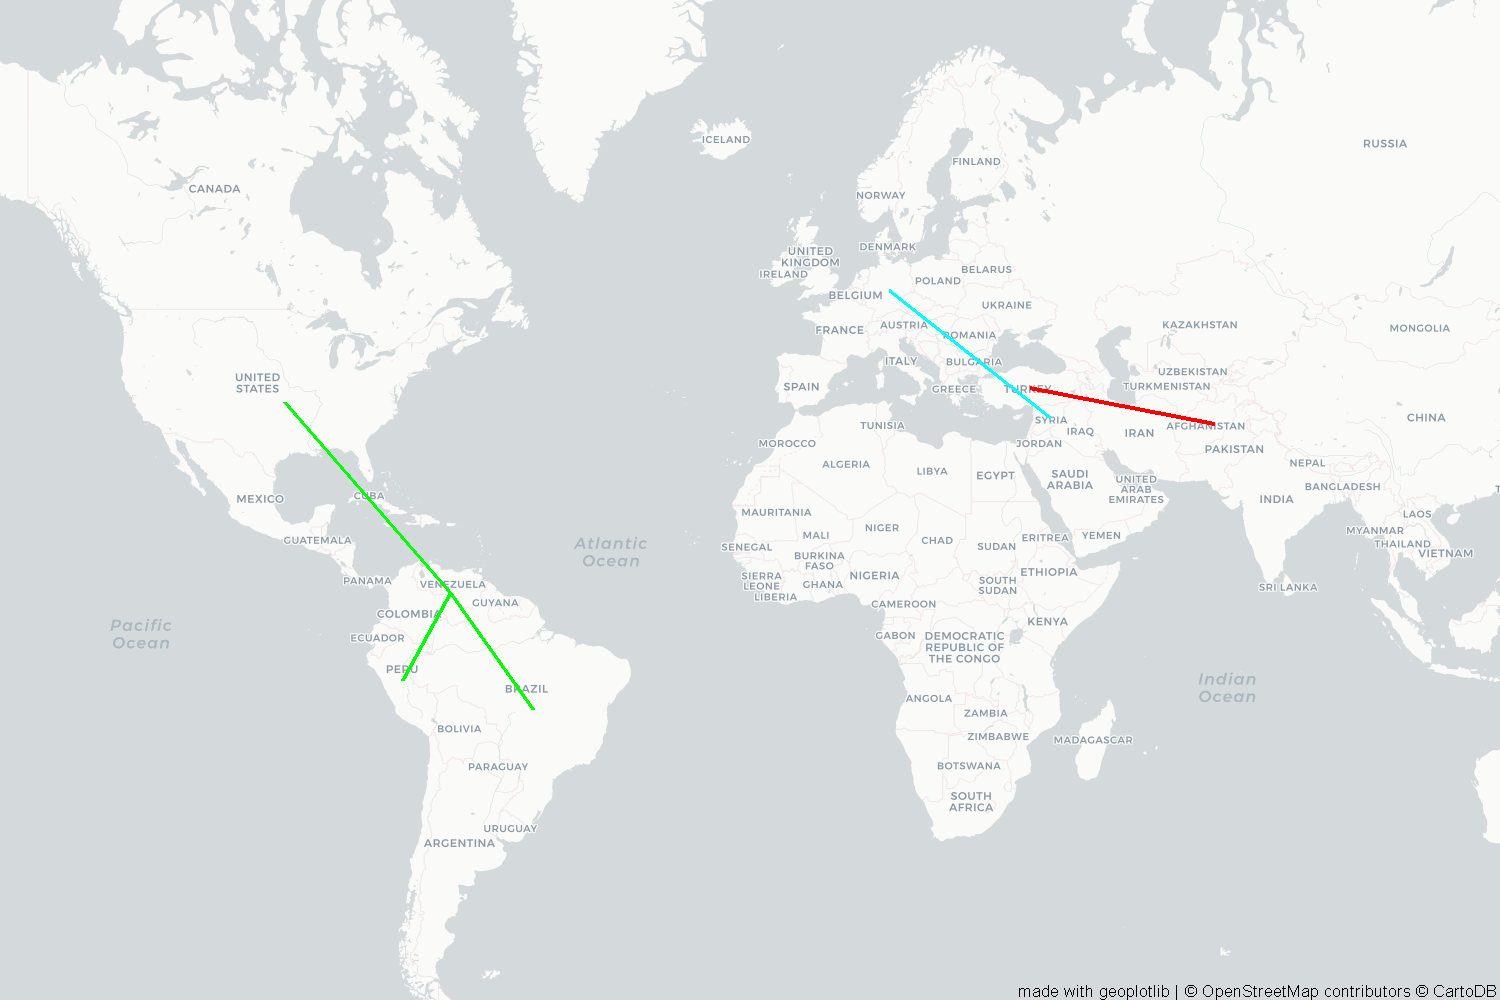 ICELAND
RUSSIA
FINLAND
CANADA
NORWAY
DENMARK
UNITED
KINGDOM
IRELAND
BELARUS
POLAND
BELGIUM
UKRAINE
AUSTRIA
FRANCE
ROMANIA
KAZAKHSTAN
MONGOLIA
ITALY
BULGARIA
UZBEKISTAN
UNITED
STATES
SPAIN
GREECE
TURKEY
TURKMENISTAN
SYRIA
TUNISIA
AFGHANISTAN
CHINA
IRAQ
IRAN
MOROCCO
JORDAN
PAKISTAN
ALGERIA
LIBYA
EGYPT
SAUDI
ARABIA
NEPAL
UNITED
ARAB
EMIRATES
BANGLADESH
INDIA
MEXICO
CUBA
MAURITANIA
NIGER
LAOS
MALI
CHAD
SUDAN
ERITREA
YEMEN
MYANMAR
THAILAND
VIETNAM
GUATEMALA
Atlantic
Ocean
SENEGAL
BURKINA
FASO
NIGERIA
ETHIOPIA
PANAMA
VENEZUELA
SIERRA
LEONE
GHANA
LIBERIA
SOUTH
SUDAN
SRI LANKA
GUYANA
COLOMBIA
CAMEROON
KENYA
Pacific
Ocean
ECUADOR
GABON
DEMOCRATIC
REPUBLIC OF
THE CONGO
PERU
BRAZIL
Indian
Ocean
ANGOLA
ZAMBIA
BOLIVIA
ZIMBABWE
MADAGASCAR
PARAGUAY
BOTSWANA
SOUTH
AFRICA
URUGUAY
ARGENTINA
made with geoplotlib | © OpenStreetMap contributors © CartoDB